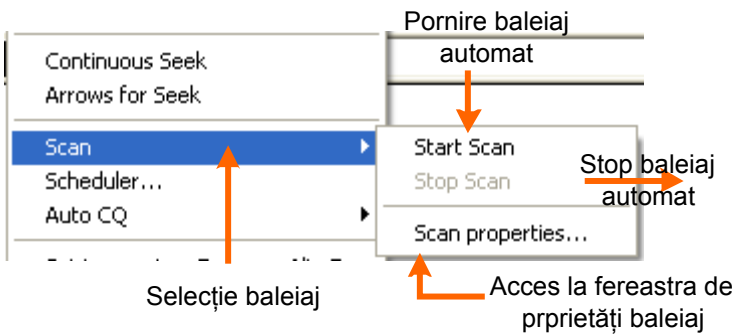 Pornire baleiaj
automat
Continuous Seek
Arrows for Seek
Scan
Scheduler...
Auto CQ
Start Scan
Stop Scan
Scan properties...
Stop baleiaj
automat
Selecție baleiaj
Acces la fereastra de
prprietăți baleiaj